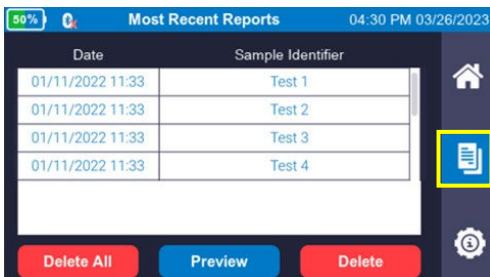 50% Most Recent Reports 04:30 PM 03/26/2023
Date Sample Identifier
01/11/2022 11:33 Test 1
01/11/2022 11:33 Test 2
01/11/2022 11:33 Test 3
01/11/2022 11:33 Test 4
Delete All Preview Delete